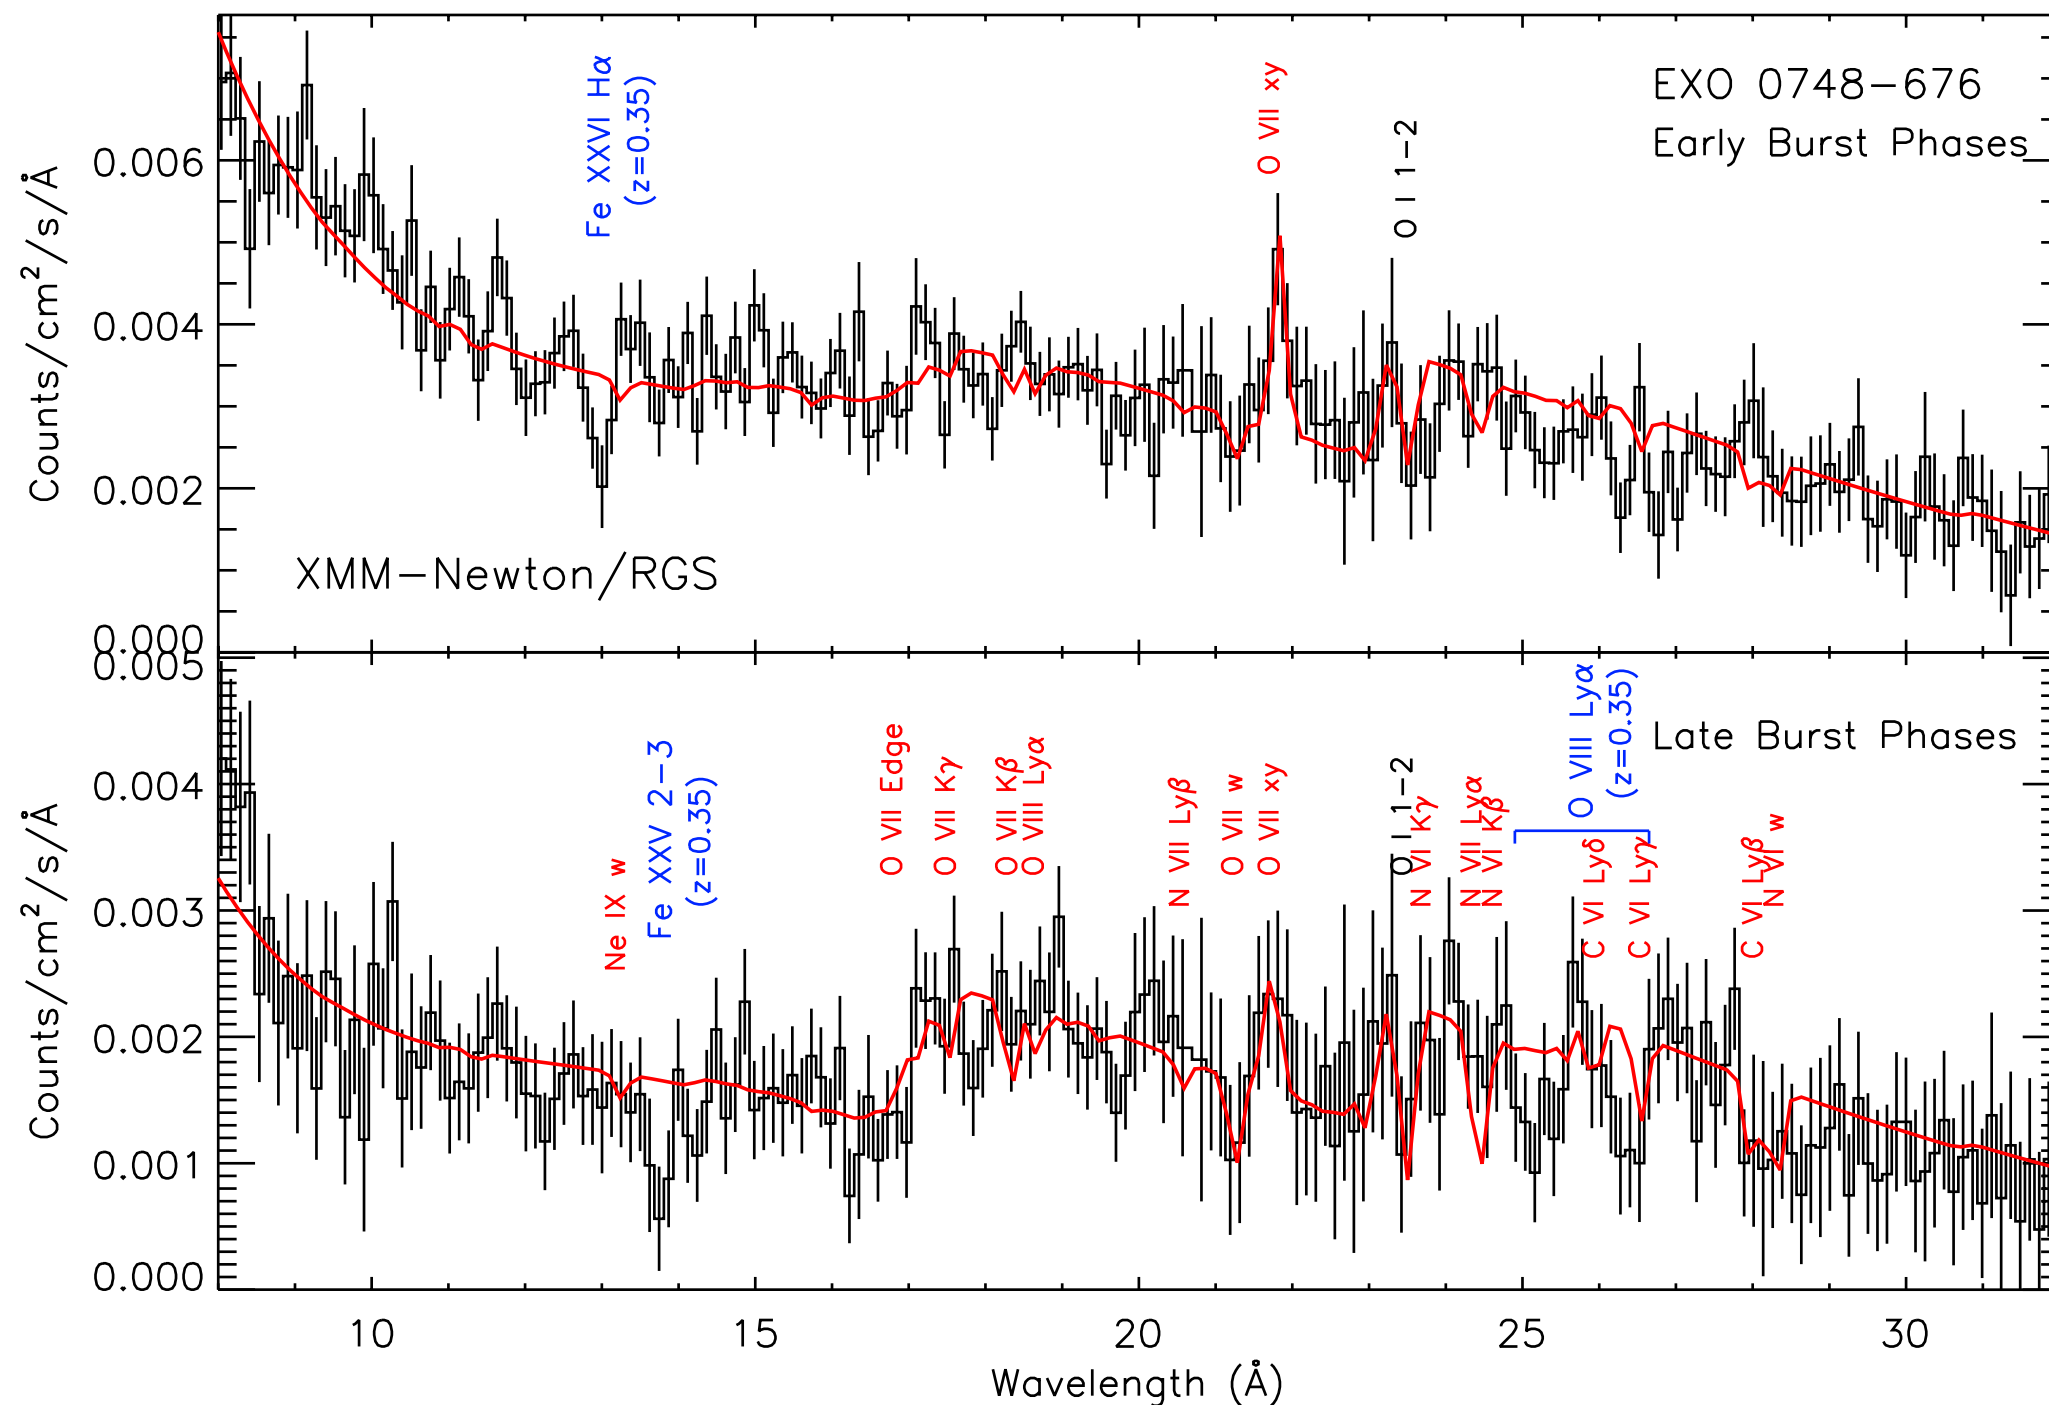 EXO 0748-676
Early Burst Phases
Fe XXVI Hα
(z=0.35)
O VII xy
O I 1-2
XMM-Newton/RGS
Counts/cm²/s/Å
0.006
0.004
0.002
0.000
Late Burst Phases
Ne IX w
Fe XXV 2-3
(z=0.35)
O VII Edge
O VII Kγ
O VII Kβ
O VIII Lyα
N VII Lyβ
O VII w
O VII xy
O I 1-2
N VI Kγ
N VII Lyα
N VI Kβ
O VIII Lyα
(z=0.35)
C VI Lyδ
C VI Lyγ
C VI Lyβ
N VI w
Counts/cm²/s/Å
0.005
0.004
0.003
0.002
0.001
0.000
10 15 20 25 30
Wavelength (Å)